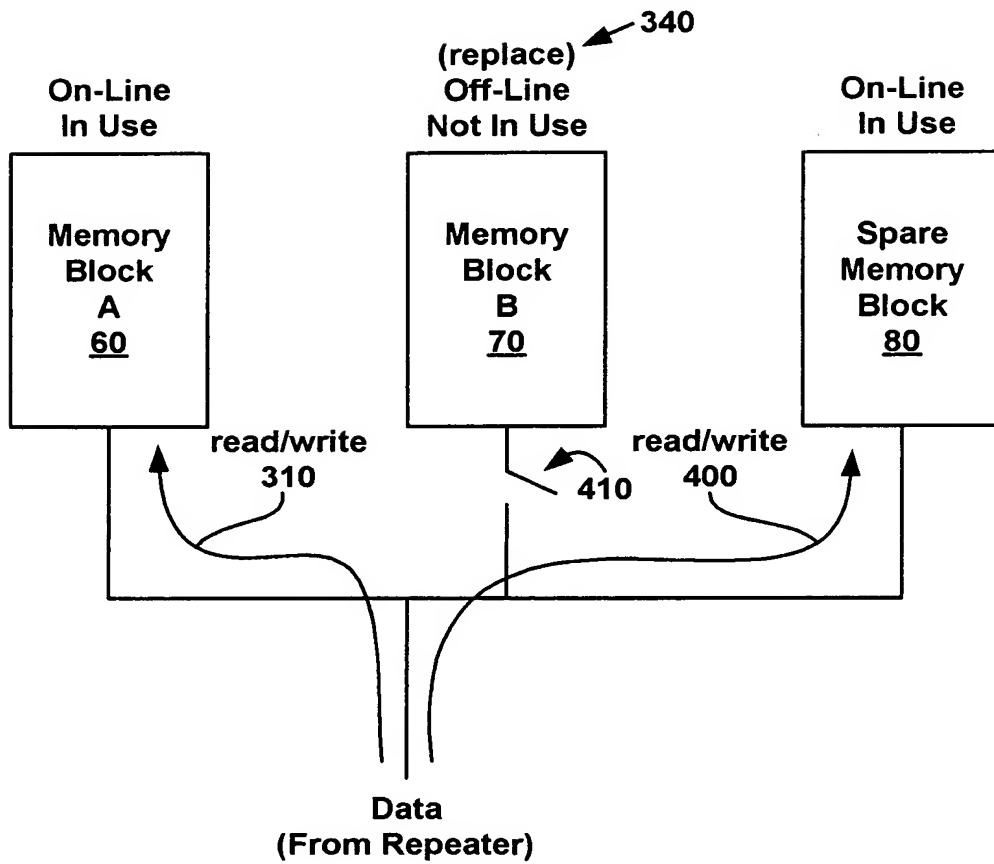 340
(replace)
Off-Line
Not In Use
On-Line
In Use
On-Line
In Use
Memory
Block
A
60
Memory
Block
B
70
Spare
Memory
Block
80
read/write
310
410
read/write
400
Data
(From Repeater)